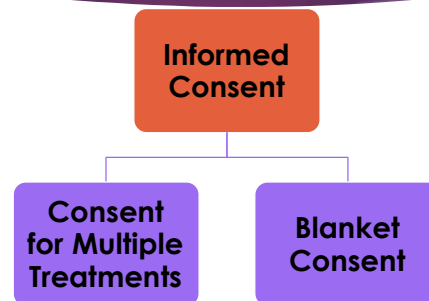 Informed
Consent
Consent
for Multiple
Treatments
Blanket
Consent